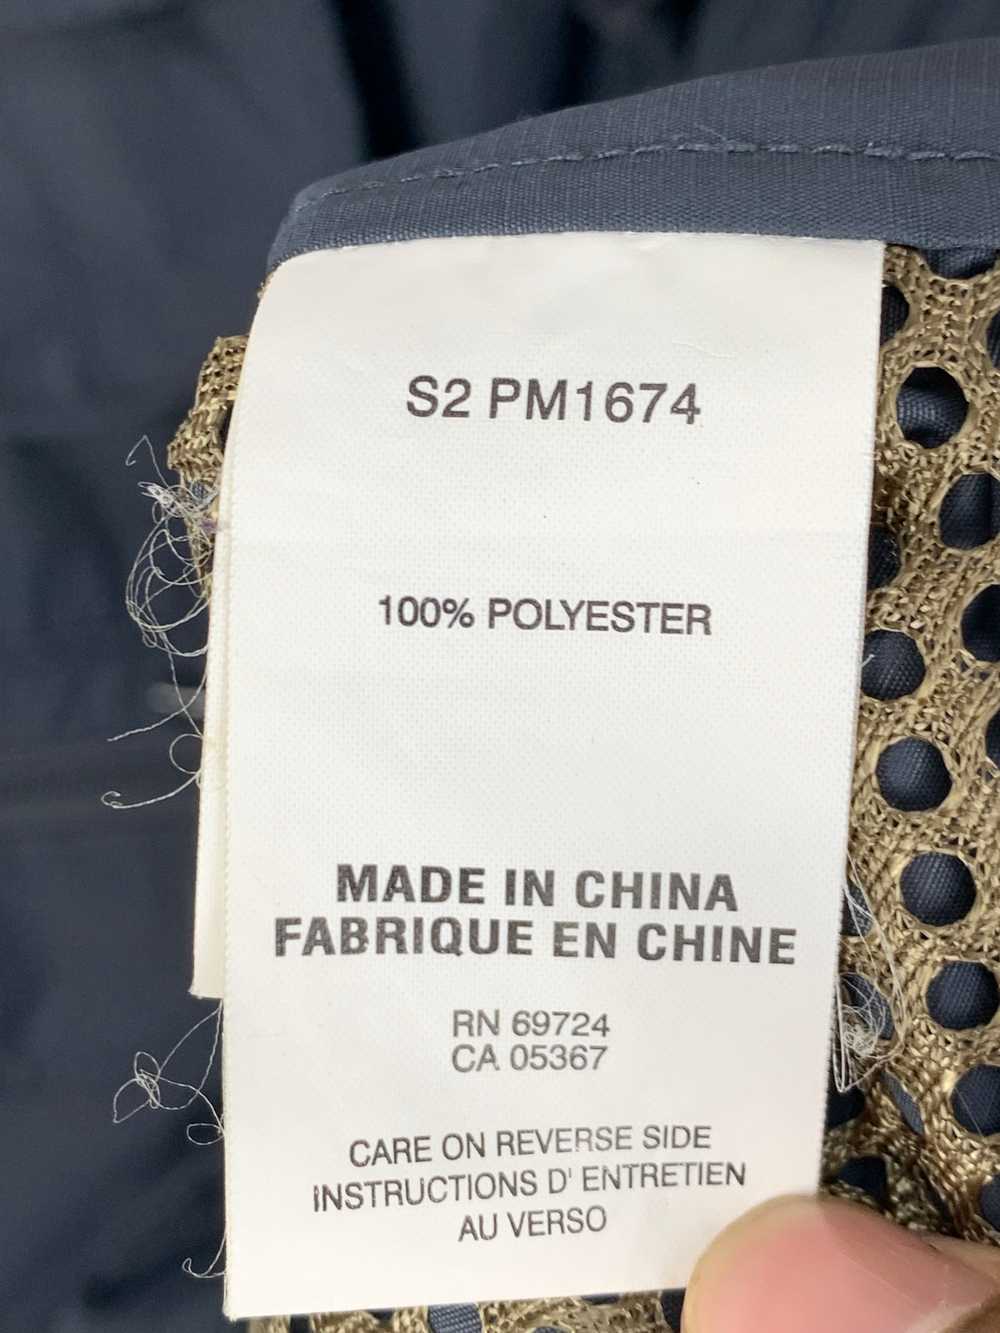 S2 PM1674
100% POLYESTER
MADE IN CHINA
FABRIQUE EN CHINE
RN 69724
CA 05367
CARE ON REVERSE SIDE
INSTRUCTIONS D' ENTRETIEN
AU VERSO